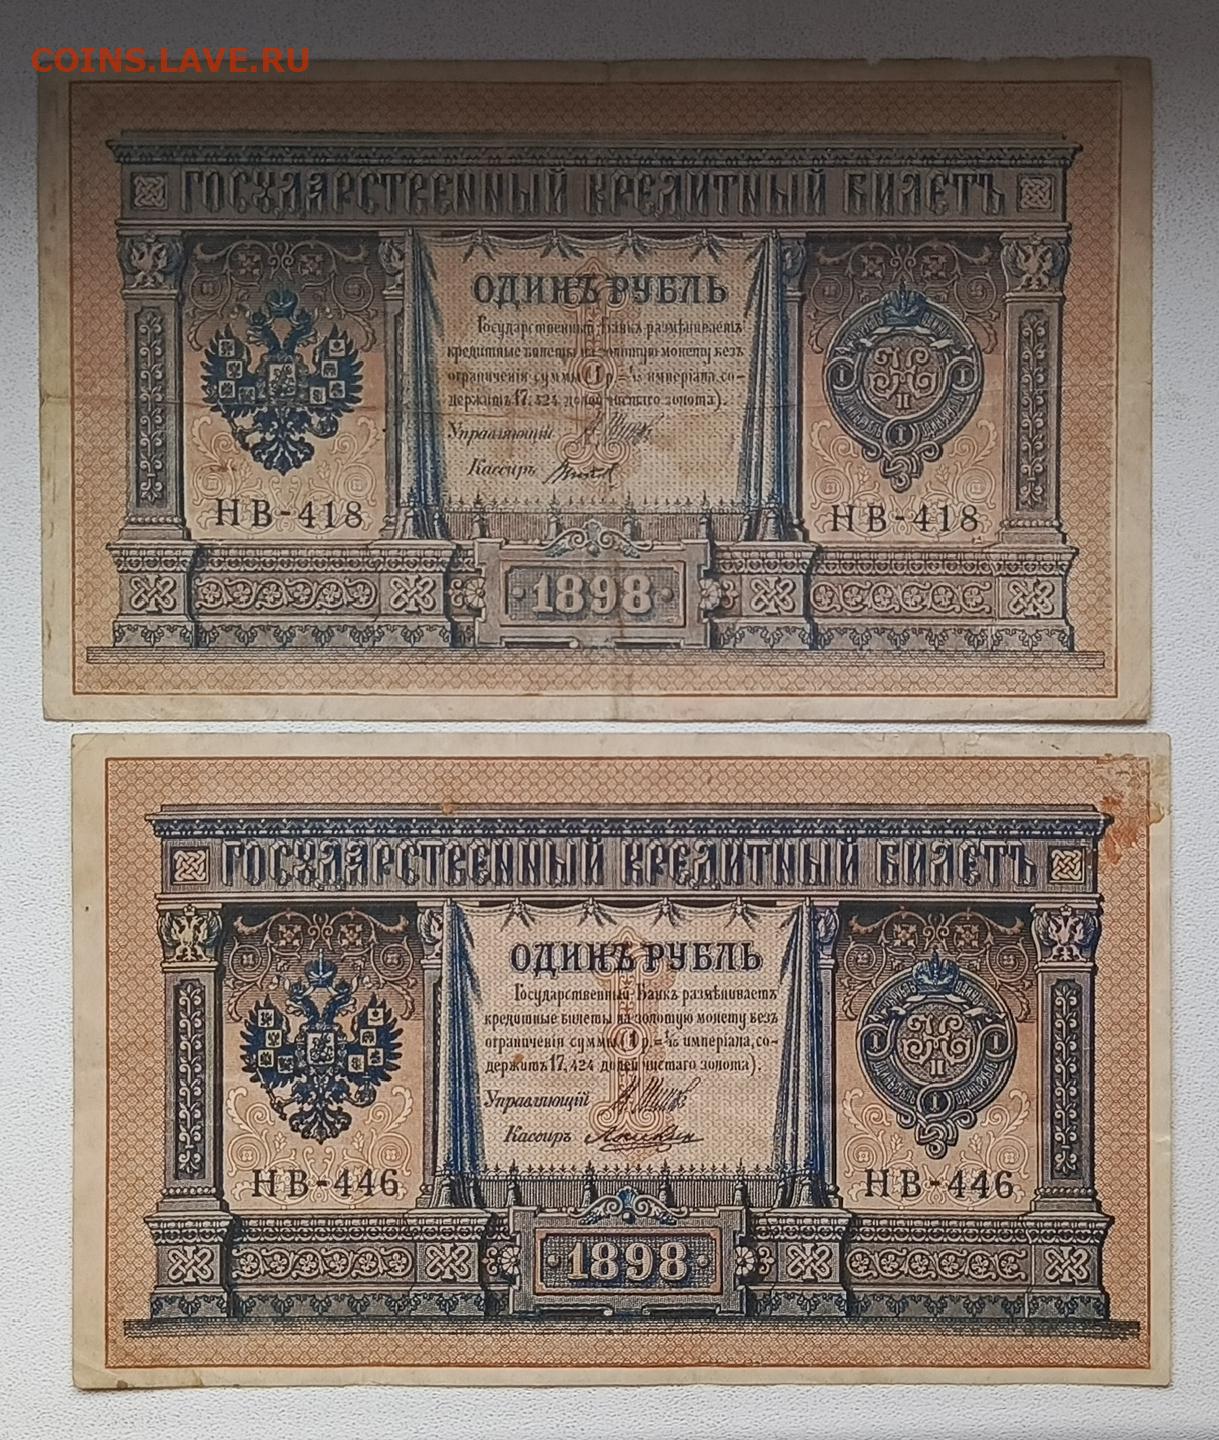 COINS.LAVE.RU
ГОСУДАРСТВЕННЫЙ КРЕДИТНЫЙ БИЛЕТЪ
ОДИНЪ РУБЛЬ
Государственный Банкъ размѣниваетъ
кредитные билеты на золотую монету безъ
ограниченія суммы (1 р. = 1/15 имперіала, со-
держитъ 17,424 долей чистаго золота).
Управляющій
Кассиръ
НВ-418 НВ-418
1898
ГОСУДАРСТВЕННЫЙ КРЕДИТНЫЙ БИЛЕТЪ
ОДИНЪ РУБЛЬ
Государственный Банкъ размѣниваетъ
кредитные билеты на золотую монету безъ
ограниченія суммы (1 р. = 1/15 имперіала, со-
держитъ 17,424 долей чистаго золота).
Управляющій
Кассиръ
НВ-446 НВ-446
1898